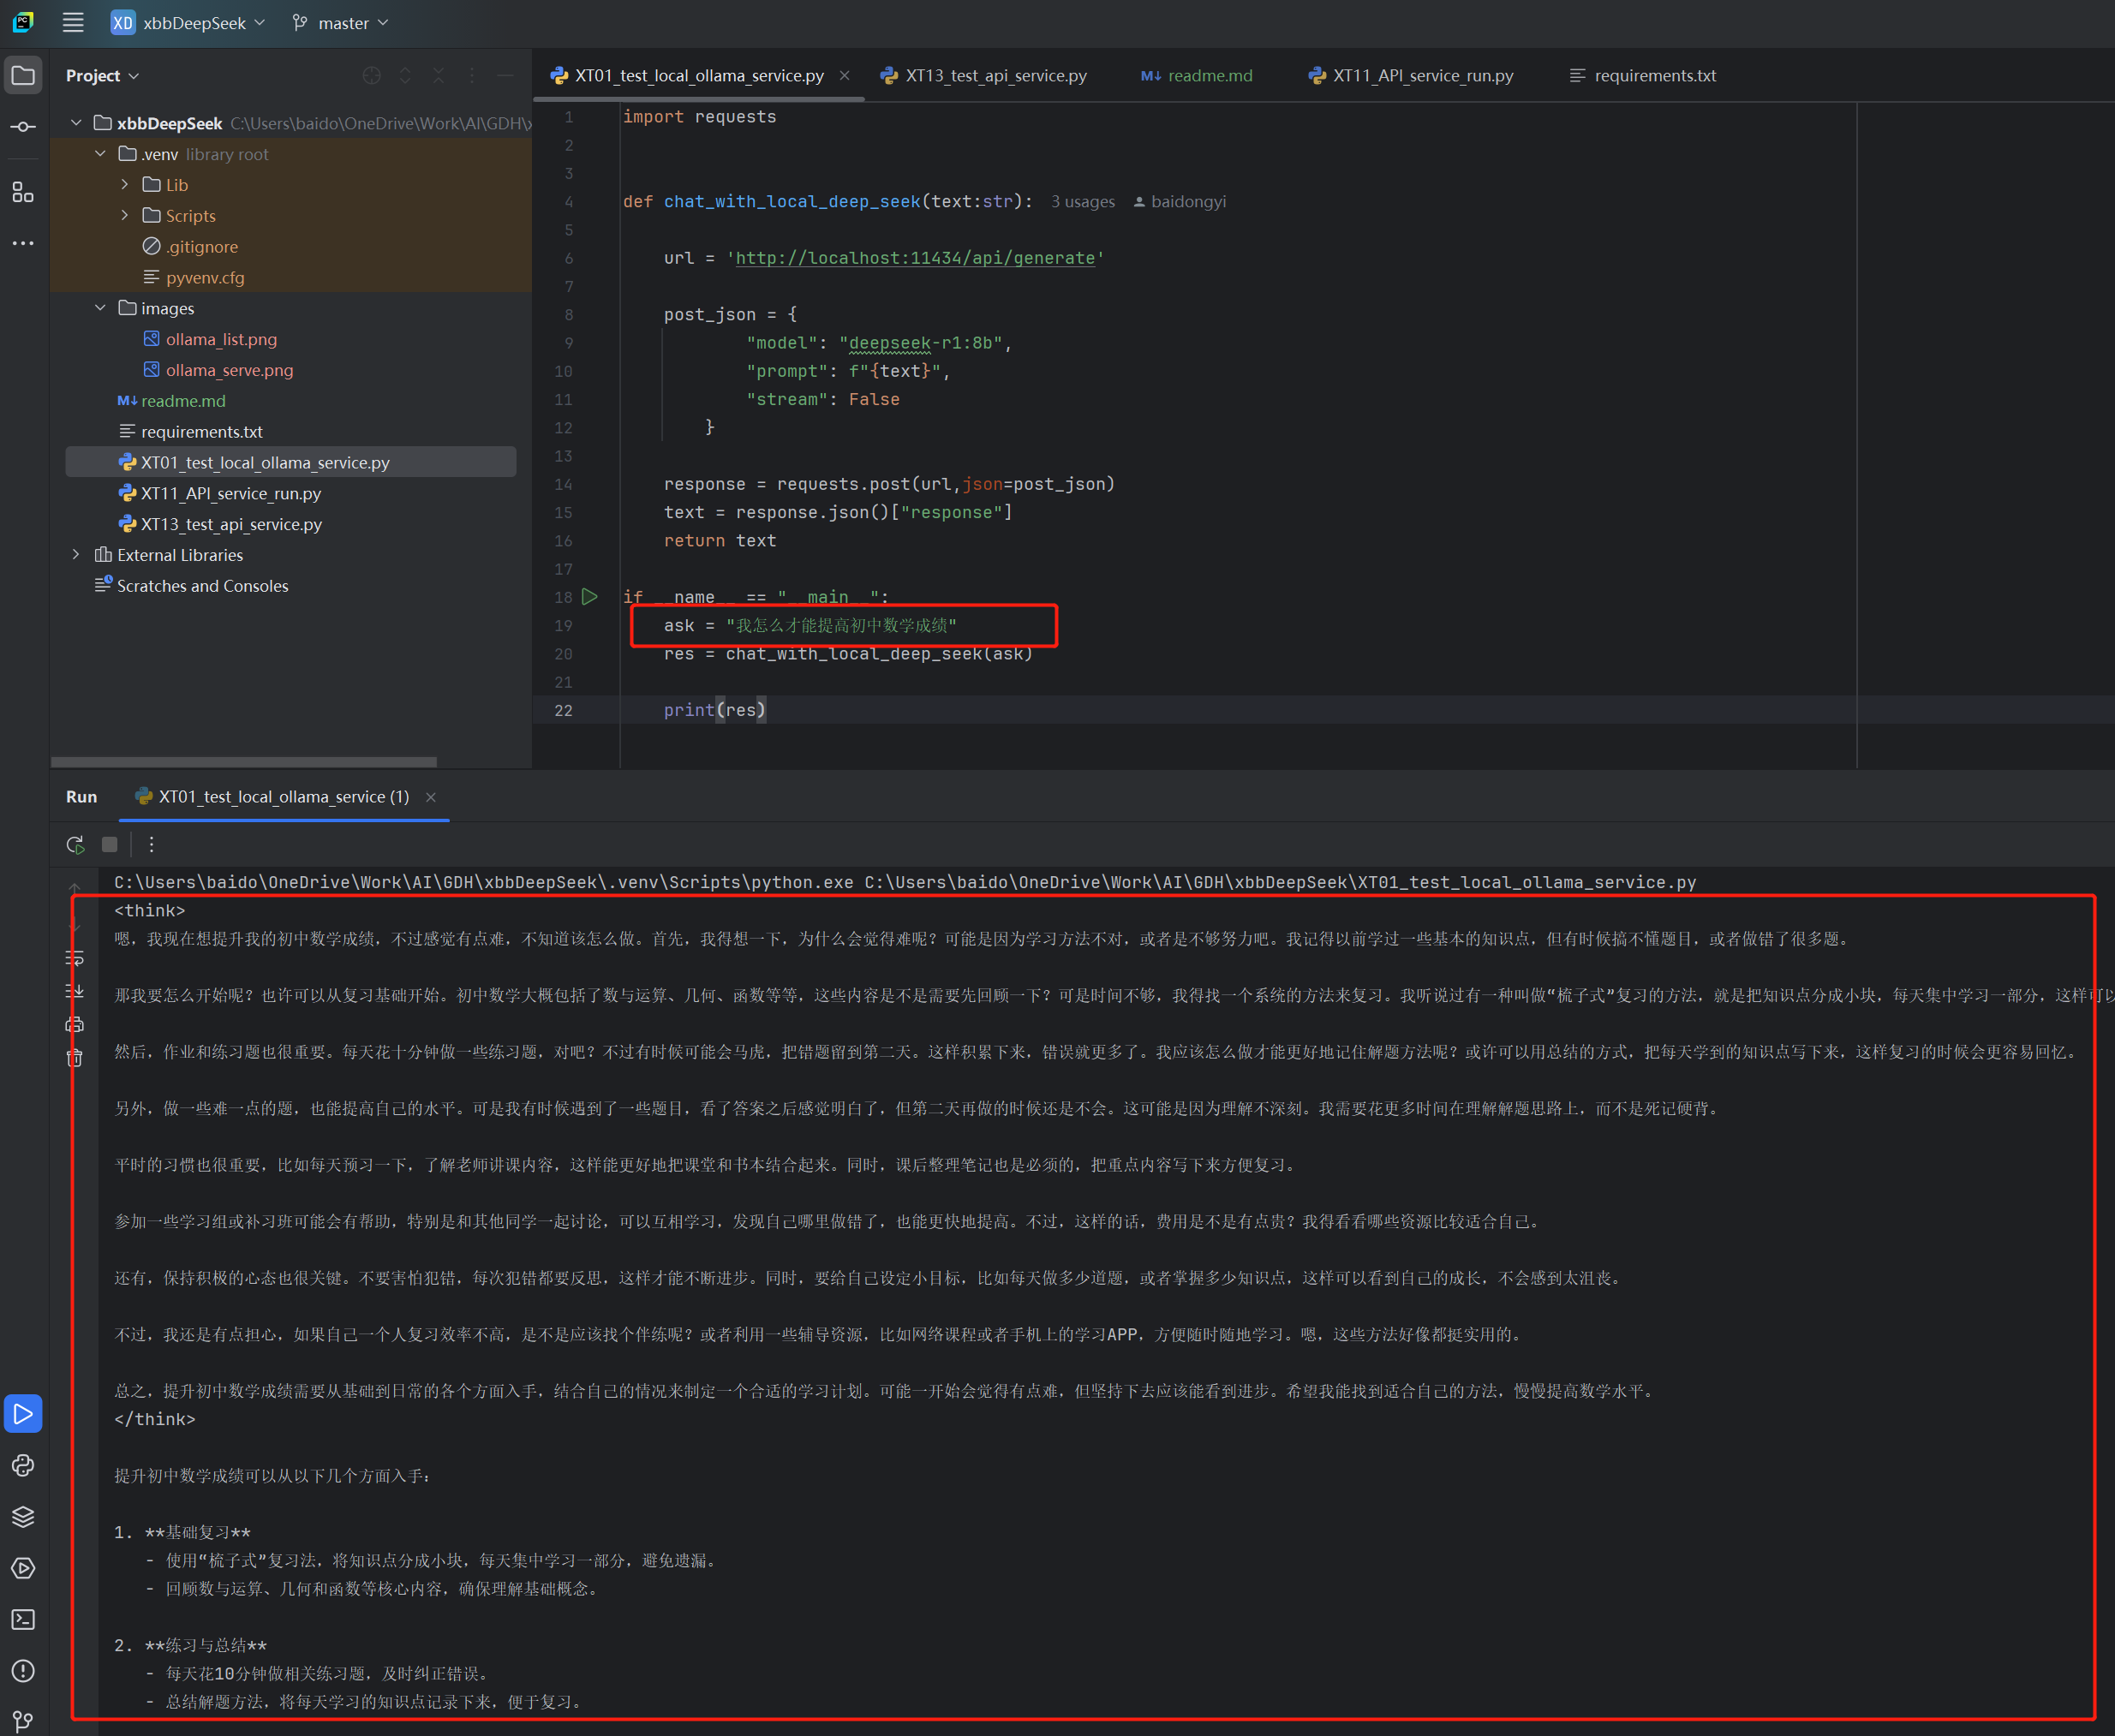 XD xbbDeepSeek master
Project
XT01_test_local_ollama_service.py XT13_test_api_service.py M↓ readme.md XT11_API_service_run.py requirements.txt
xbbDeepSeek C:\Users\baido\OneDrive\Work\AI\GDH\
.venv library root
Lib
Scripts
.gitignore
pyvenv.cfg
images
ollama_list.png
ollama_serve.png
M↓ readme.md
requirements.txt
XT01_test_local_ollama_service.py
XT11_API_service_run.py
XT13_test_api_service.py
External Libraries
Scratches and Consoles
1 import requests
2
3
4 def chat_with_local_deep_seek(text:str): 3 usages baidongyi
5
6 url = 'http://localhost:11434/api/generate'
7
8 post_json = {
9 "model": "deepseek-r1:8b",
10 "prompt": f"{text}",
11 "stream": False
12 }
13
14 response = requests.post(url,json=post_json)
15 text = response.json()["response"]
16 return text
17
18 if __name__ == "__main__":
19 ask = "我怎么才能提高初中数学成绩"
20 res = chat_with_local_deep_seek(ask)
21
22 print(res)
Run XT01_test_local_ollama_service (1)
C:\Users\baido\OneDrive\Work\AI\GDH\xbbDeepSeek\.venv\Scripts\python.exe C:\Users\baido\OneDrive\Work\AI\GDH\xbbDeepSeek\XT01_test_local_ollama_service.py
<think>
嗯，我现在想提升我的初中数学成绩，不过感觉有点难，不知道该怎么做。首先，我得想一下，为什么会觉得难呢？可能是因为学习方法不对，或者是不够努力吧。我记得以前学过一些基本的知识点，但有时候搞不懂题目，或者做错了很多题。
那我要怎么开始呢？也许可以从复习基础开始。初中数学大概包括了数与运算、几何、函数等等，这些内容是不是需要先回顾一下？可是时间不够，我得找一个系统的方法来复习。我听说过有一种叫做“梳子式”复习的方法，就是把知识点分成小块，每天集中学习一部分，这样可以
然后，作业和练习题也很重要。每天花十分钟做一些练习题，对吧？不过有时候可能会马虎，把错题留到第二天。这样积累下来，错误就更多了。我应该怎么做才能更好地记住解题方法呢？或许可以用总结的方式，把每天学到的知识点写下来，这样复习的时候会更容易回忆。
另外，做一些难一点的题，也能提高自己的水平。可是我有时候遇到了一些题目，看了答案之后感觉明白了，但第二天再做的时候还是不会。这可能是因为理解不深刻。我需要花更多时间在理解解题思路上，而不是死记硬背。
平时的习惯也很重要，比如每天预习一下，了解老师讲课内容，这样能更好地把课堂和书本结合起来。同时，课后整理笔记也是必须的，把重点内容写下来方便复习。
参加一些学习组或补习班可能会有帮助，特别是和其他同学一起讨论，可以互相学习，发现自己哪里做错了，也能更快地提高。不过，这样的话，费用是不是有点贵？我得看看哪些资源比较适合自己。
还有，保持积极的心态也很关键。不要害怕犯错，每次犯错都要反思，这样才能不断进步。同时，要给自己设定小目标，比如每天做多少道题，或者掌握多少知识点，这样可以看到自己的成长，不会感到太沮丧。
不过，我还是有点担心，如果自己一个人复习效率不高，是不是应该找个伴练呢？或者利用一些辅导资源，比如网络课程或者手机上的学习APP，方便随时随地学习。嗯，这些方法好像都挺实用的。
总之，提升初中数学成绩需要从基础到日常的各个方面入手，结合自己的情况来制定一个合适的学习计划。可能一开始会觉得有点难，但坚持下去应该能看到进步。希望我能找到适合自己的方法，慢慢提高数学水平。
</think>
提升初中数学成绩可以从以下几个方面入手：
1. **基础复习**
- 使用“梳子式”复习法，将知识点分成小块，每天集中学习一部分，避免遗漏。
- 回顾数与运算、几何和函数等核心内容，确保理解基础概念。
2. **练习与总结**
- 每天花10分钟做相关练习题，及时纠正错误。
- 总结解题方法，将每天学习的知识点记录下来，便于复习。